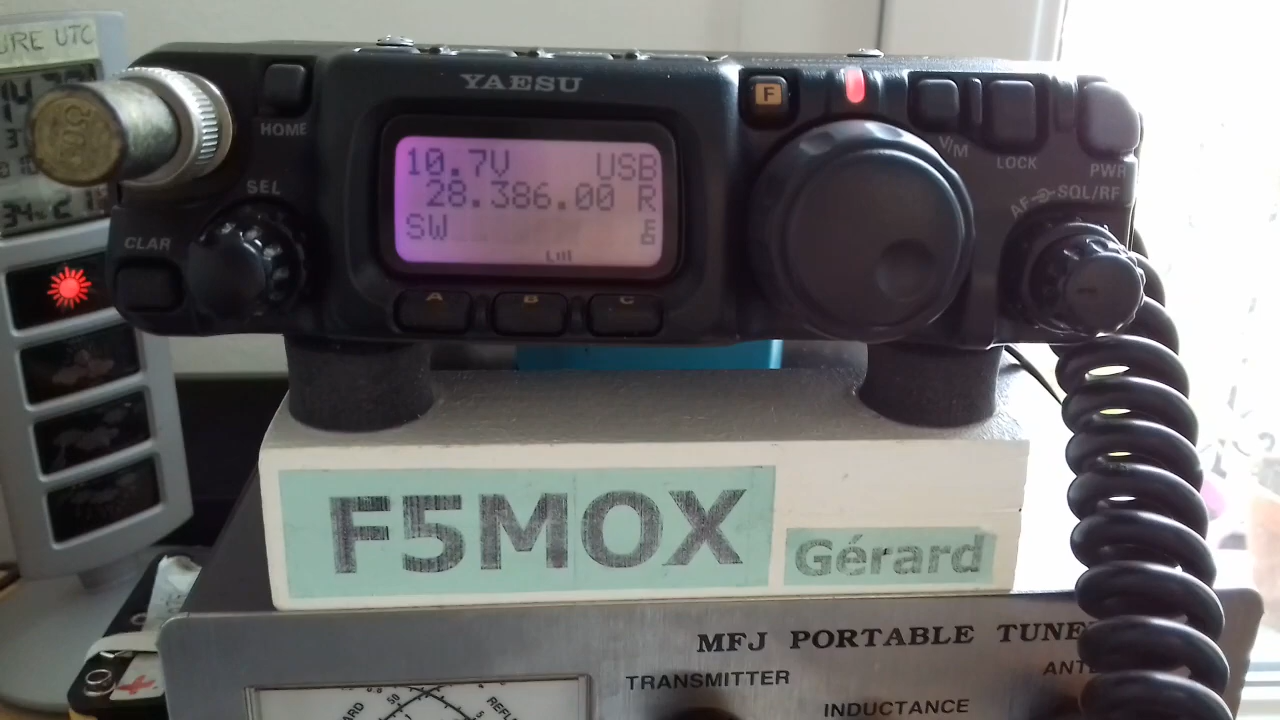 URE UTC
YAESU
F
HOME
V/M
LOCK
PWR
SEL
AF SQL/RF
CLAR
10.7V USB
28.386.00 R
SW
A B C
F5MOX
Gérard
MFJ PORTABLE TUNE
TRANSMITTER
ANTE
INDUCTANCE